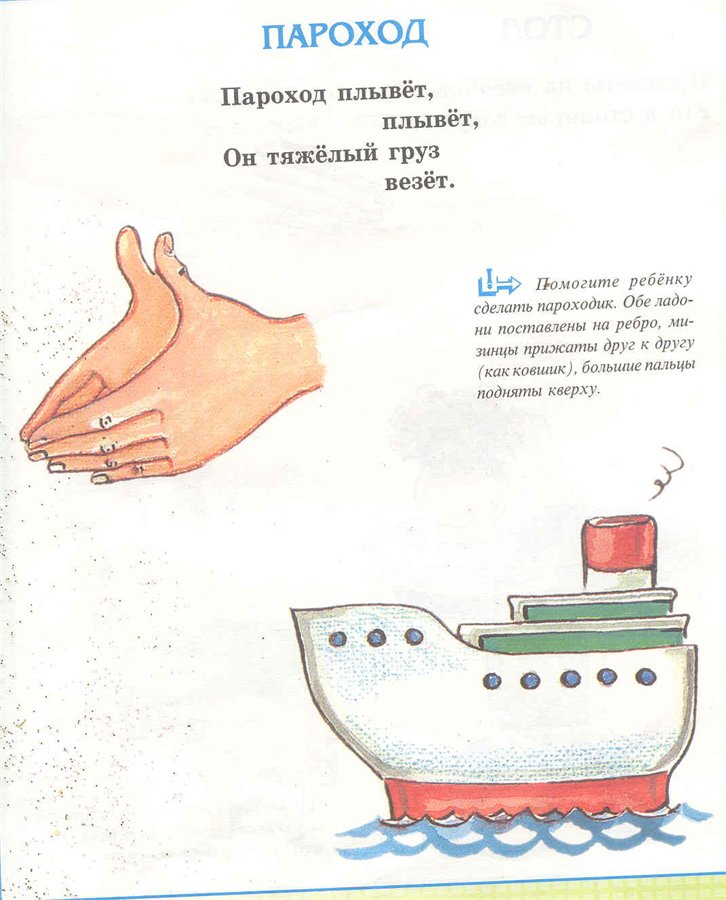 ПАРОХОД
Пароход плывёт,
плывёт,
Он тяжёлый груз
везёт.
Помогите ребёнку
сделать пароходик. Обе ладо-
ни поставлены на ребро, ми-
зинцы прижаты друг к другу
(как ковшик), большие пальцы
подняты кверху.